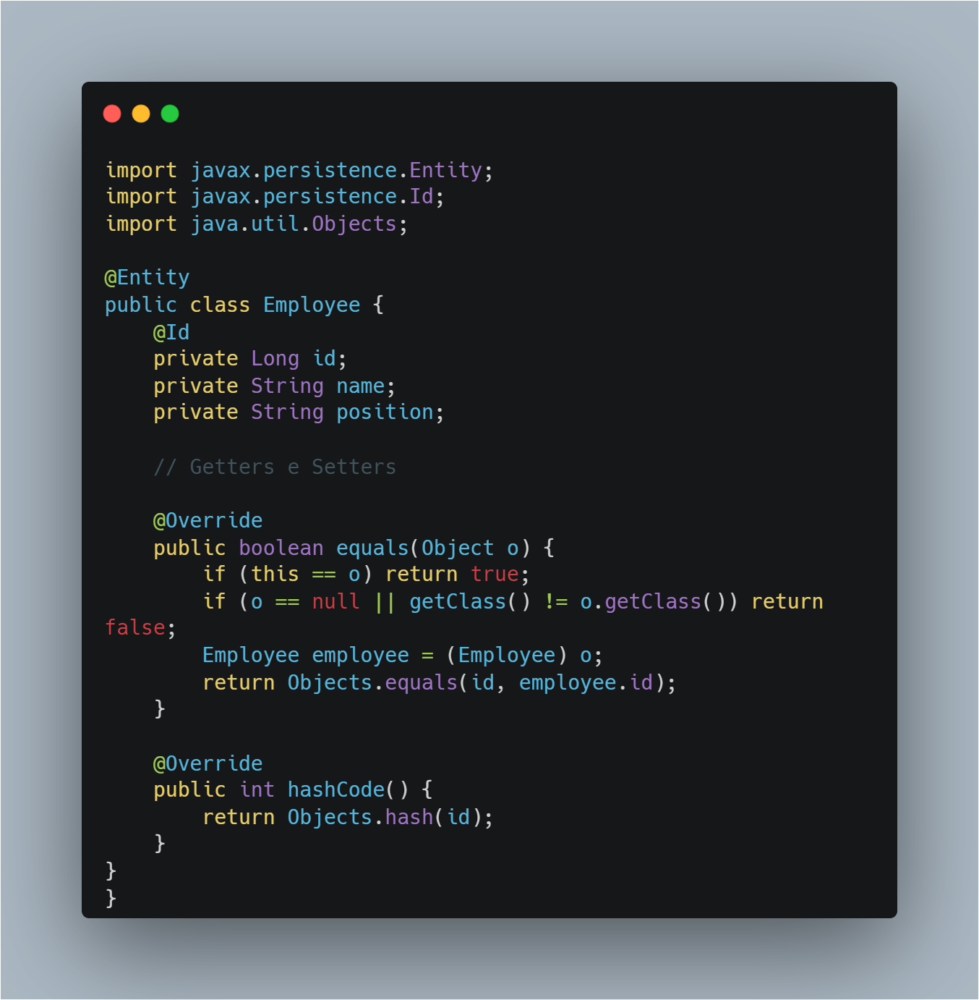 import javax.persistence.Entity;
import javax.persistence.Id;
import java.util.Objects;

@Entity
public class Employee {
    @Id
    private Long id;
    private String name;
    private String position;

    // Getters e Setters

    @Override
    public boolean equals(Object o) {
        if (this == o) return true;
        if (o == null || getClass() != o.getClass()) return
false;
        Employee employee = (Employee) o;
        return Objects.equals(id, employee.id);
    }

    @Override
    public int hashCode() {
        return Objects.hash(id);
    }
}
}